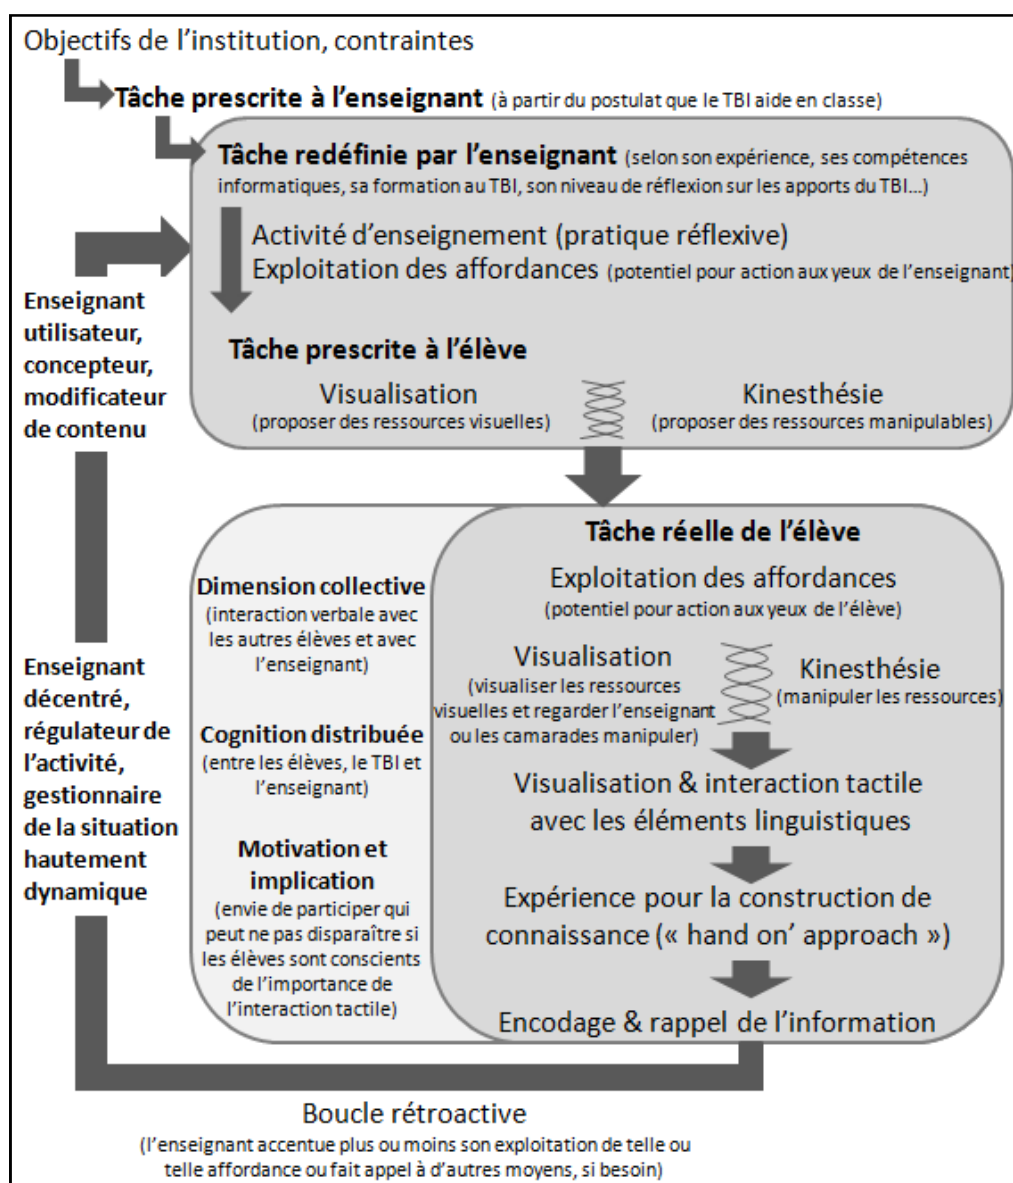 Objectifs de l'institution, contraintes
Tâche prescrite à l'enseignant (à partir du postulat que le TBI aide en classe)
Tâche redéfinie par l'enseignant (selon son expérience, ses compétences
informatiques, sa formation au TBI, son niveau de réflexion sur les apports du TBI...)
Activité d'enseignement (pratique réflexive)
Exploitation des affordances (potentiel pour action aux yeux de l'enseignant)
Tâche prescrite à l'élève
Visualisation
(proposer des ressources visuelles)
Kinesthésie
(proposer des ressources manipulables)
Enseignant
utilisateur,
concepteur,
modificateur
de contenu
Enseignant
décentré,
régulateur de
l'activité,
gestionnaire
de la situation
hautement
dynamique
Dimension collective
(interaction verbale avec
les autres élèves et avec
l'enseignant)
Cognition distribuée
(entre les élèves, le TBI et
l'enseignant)
Motivation et
implication
(envie de participer qui
peut ne pas disparaître si
les élèves sont conscients
de l'importance de
l'interaction tactile)
Tâche réelle de l'élève
Exploitation des affordances
(potentiel pour action aux yeux de l'élève)
Visualisation
(visualiser les ressources
visuelles et regarder l'enseignant
ou les camarades manipuler)
Kinesthésie
(manipuler les ressources)
Visualisation & interaction tactile
avec les éléments linguistiques
Expérience pour la construction de
connaissance (« hand on' approach »)
Encodage & rappel de l'information
Boucle rétroactive
(l'enseignant accentue plus ou moins son exploitation de telle ou
telle affordance ou fait appel à d'autres moyens, si besoin)